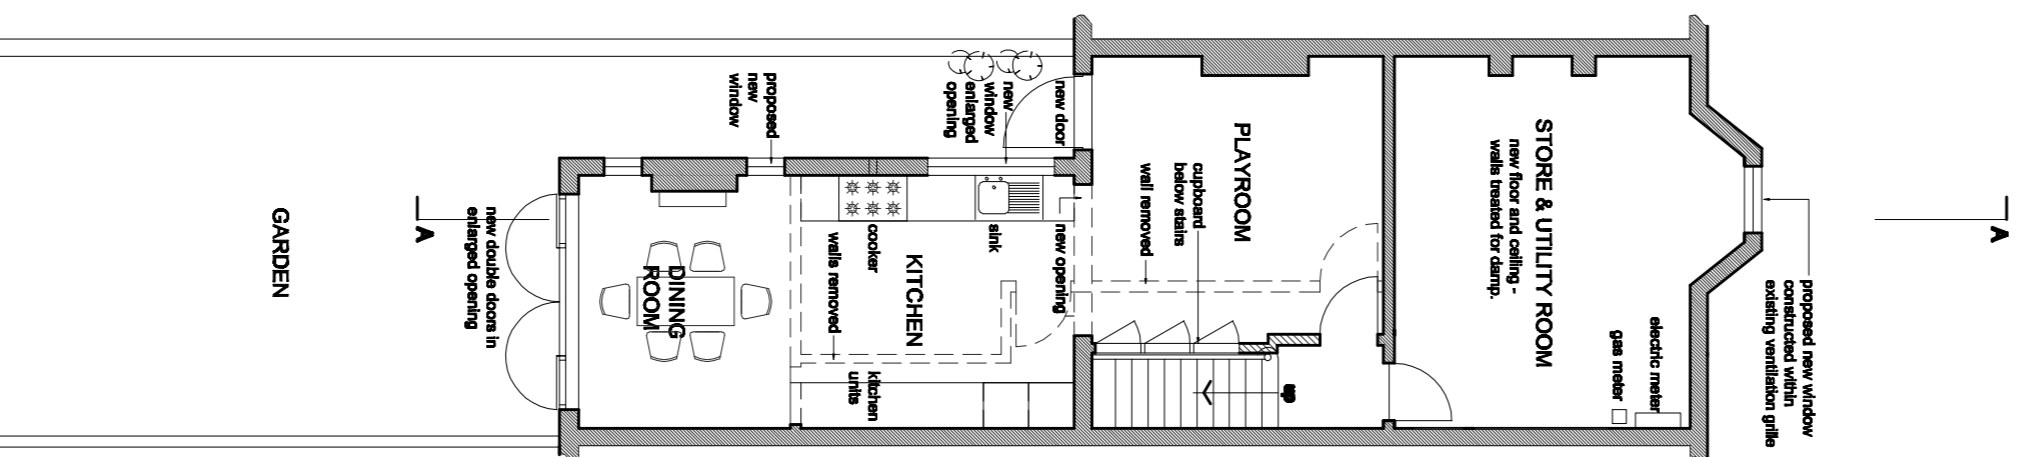 GARDEN
A
new double doors in
enlarged opening
DINING
ROOM
proposed
new
window
walls removed
cooker
KITCHEN
kitchen
units
new
window
enlarged
opening
sink
new door
new opening
wall removed
cupboard
below stairs
PLAYROOM
up
STORE & UTILITY ROOM
new floor and ceiling -
walls treated for damp.
electric meter
gas meter
proposed new window
constructed within
existing ventilation grille
A